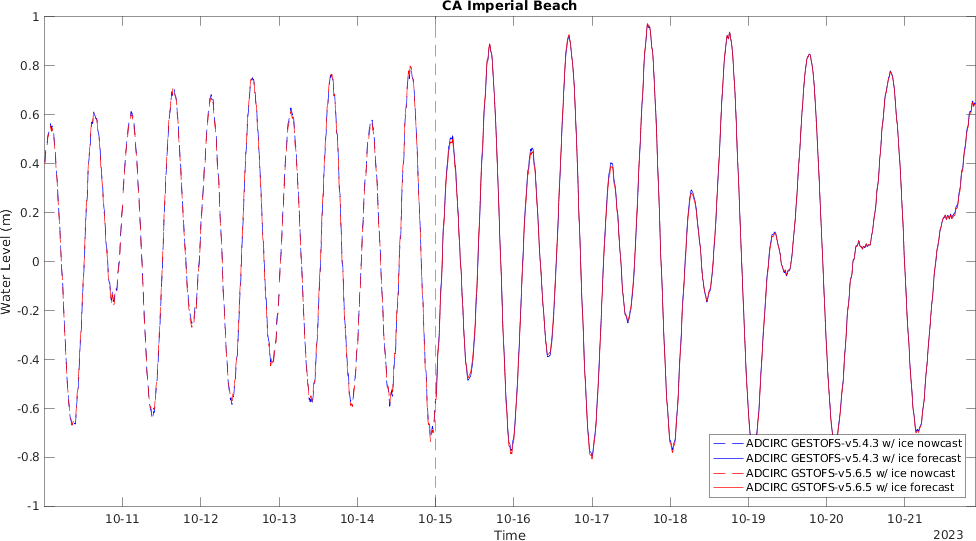 CA Imperial Beach
1
0.8
0.6
0.4
0.2
0
-0.2
-0.4
-0.6
-0.8
-1
Water Level (m)
ADCIRC GESTOFS-v5.4.3 w/ ice nowcast
ADCIRC GESTOFS-v5.4.3 w/ ice forecast
ADCIRC GSTOFS-v5.6.5 w/ ice nowcast
ADCIRC GSTOFS-v5.6.5 w/ ice forecast
10-11 10-12 10-13 10-14 10-15 10-16 10-17 10-18 10-19 10-20 10-21
Time
2023